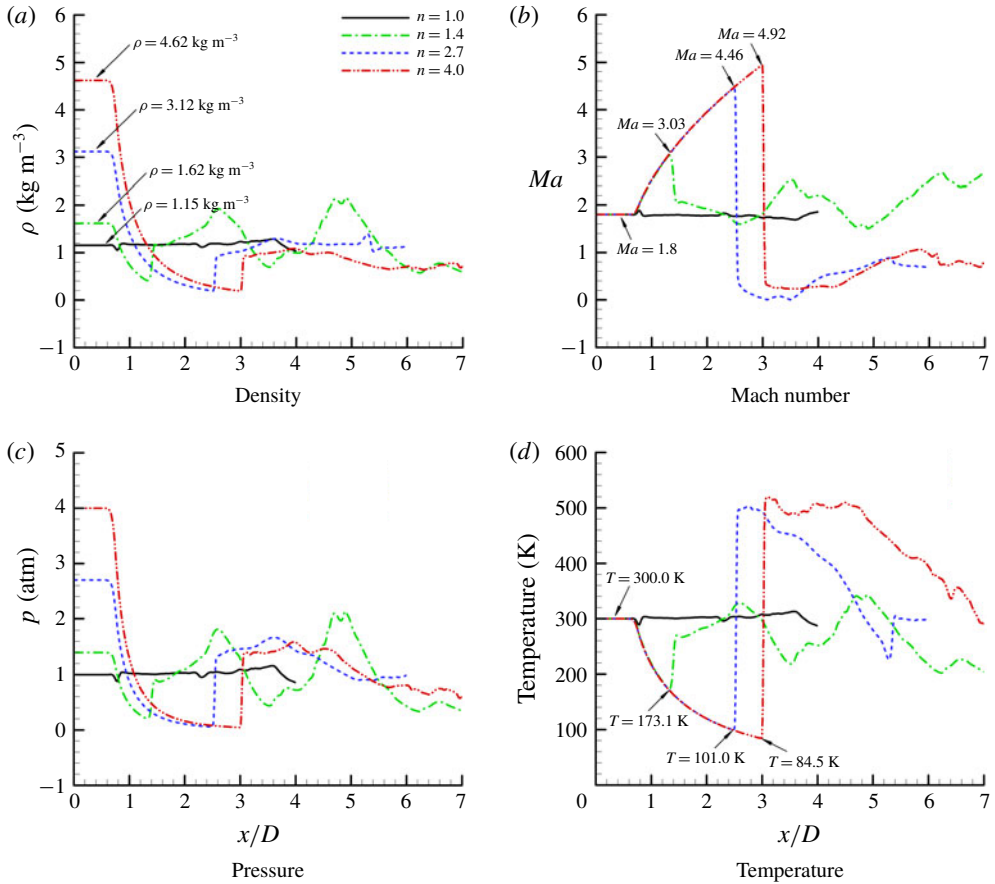 (a)
6
5
4
3
2
1
0
−1
ρ (kg m−3)
ρ = 4.62 kg m−3
ρ = 3.12 kg m−3
ρ = 1.62 kg m−3
ρ = 1.15 kg m−3
n = 1.0
n = 1.4
n = 2.7
n = 4.0
0 1 2 3 4 5 6 7
Density
(b)
6
5
4
3
2
1
0
−1
Ma
Ma = 4.92
Ma = 4.46
Ma = 3.03
Ma = 1.8
0 1 2 3 4 5 6 7
Mach number
(c)
5
4
3
2
1
0
−1
p (atm)
0 1 2 3 4 5 6 7
x/D
Pressure
(d)
600
500
400
300
200
100
0
Temperature (K)
T = 300.0 K
T = 173.1 K
T = 101.0 K
T = 84.5 K
0 1 2 3 4 5 6 7
x/D
Temperature